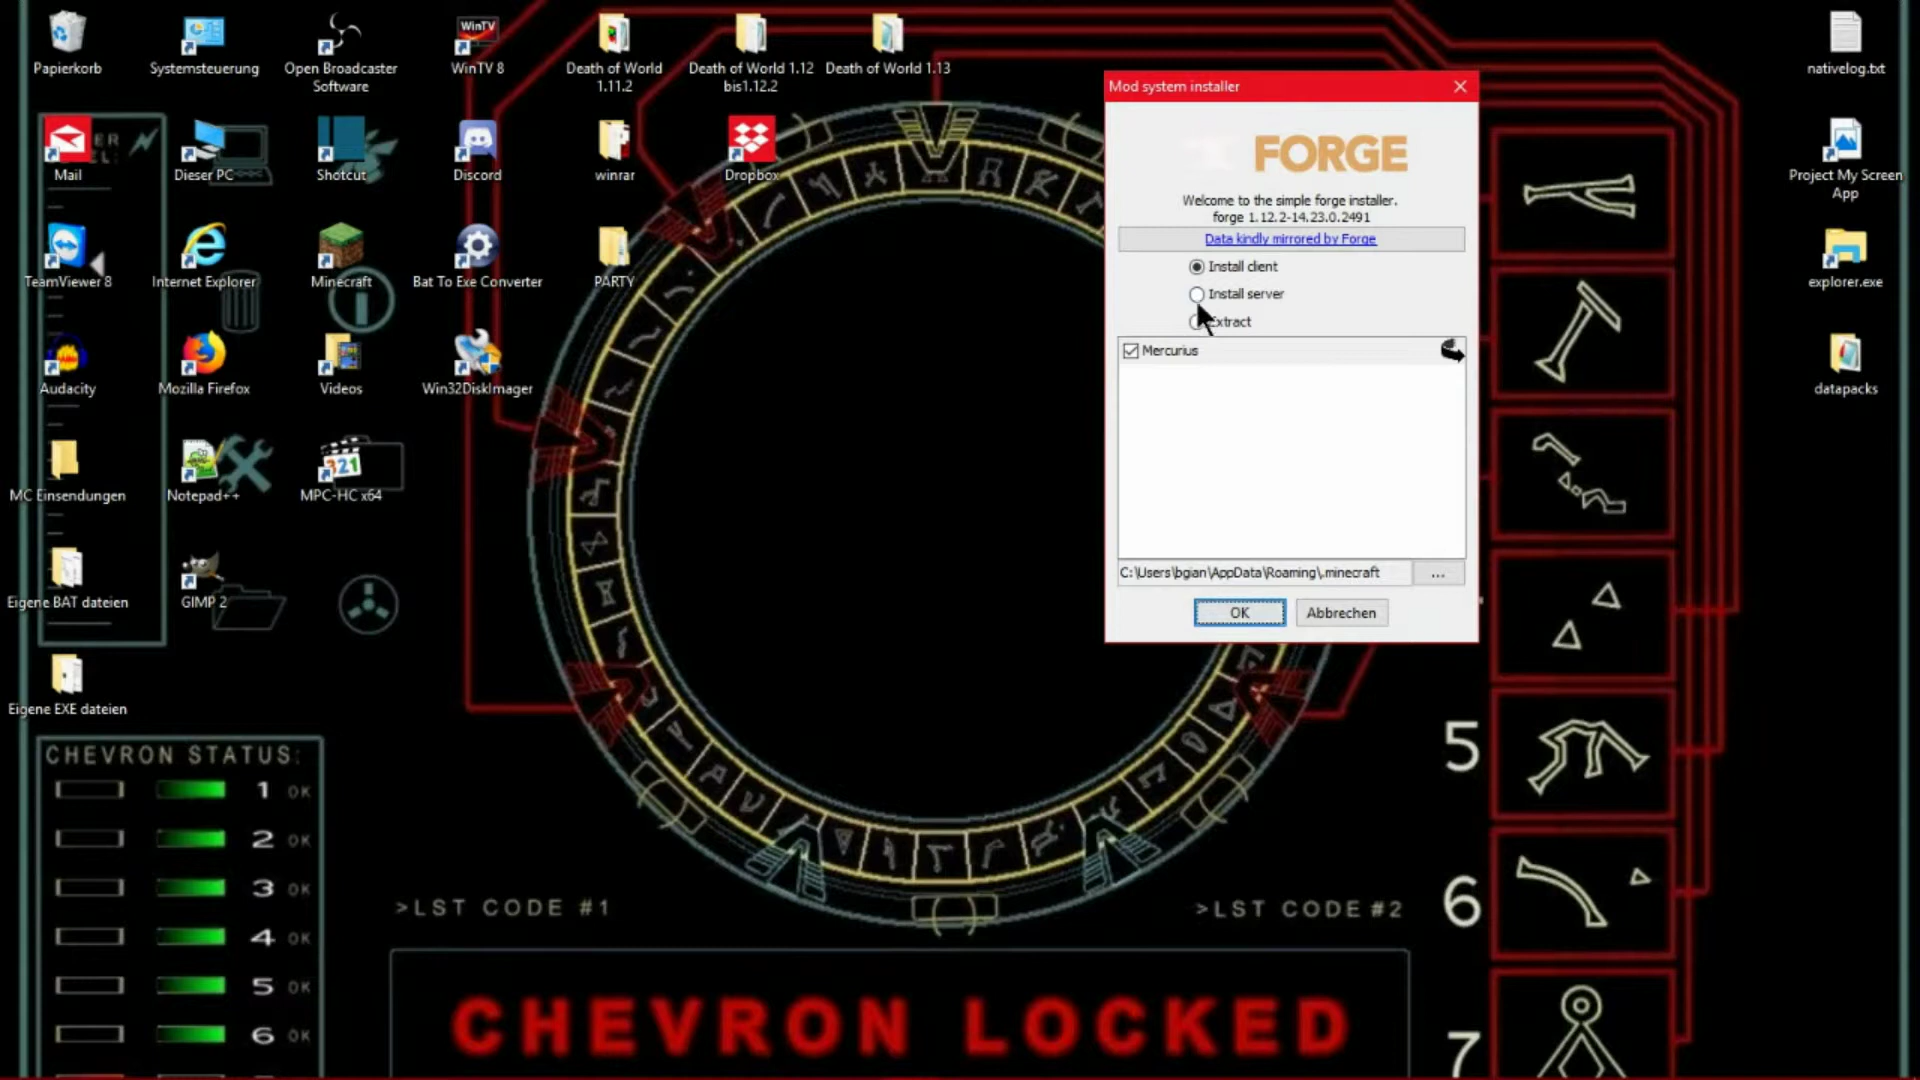 Papierkorb
Systemsteuerung
Open Broadcaster
Software
WinTV
WinTV 8
Death of World
1.11.2
Death of World 1.12
bis1.12.2
Death of World 1.13
nativelog.txt
Mail
Dieser PC
Shotcut
Discord
winrar
Dropbox
Project My Screen
App
TeamViewer 8
Internet Explorer
Minecraft
Bat To Exe Converter
PARTY
explorer.exe
Audacity
Mozilla Firefox
Videos
Win32DiskImager
datapacks
MC Einsendungen
Notepad++
321
MPC-HC x64
Eigene BAT dateien
GIMP 2
Eigene EXE dateien
Mod system installer
FORGE
Welcome to the simple forge installer.
forge 1.12.2-14.23.0.2491
Data kindly mirrored by Forge
Install client
Install server
Extract
Mercurius
C:\Users\bgian\AppData\Roaming\.minecraft
...
OK
Abbrechen
CHEVRON STATUS:
1 OK
2 OK
3 OK
4 OK
5 OK
6 OK
>LST CODE #1
>LST CODE #2
CHEVRON LOCKED
5
6
7